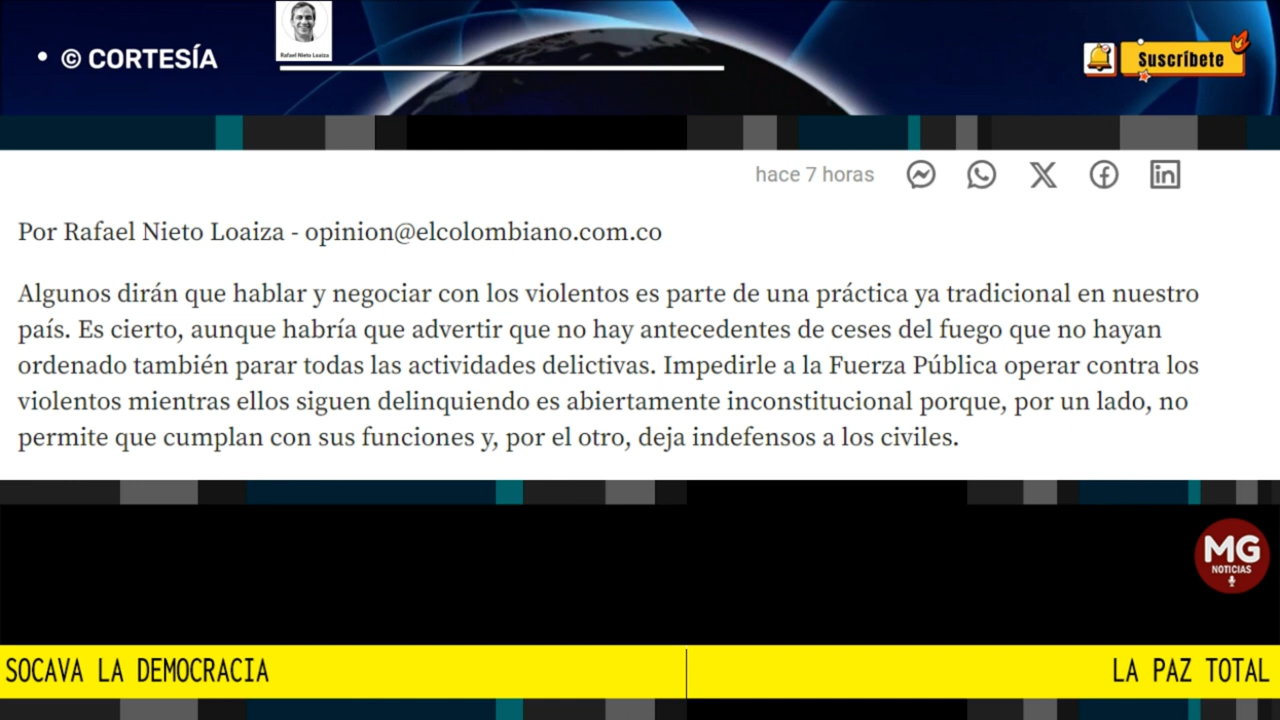 • © CORTESÍA
Rafael Nieto Loaiza
Suscríbete
hace 7 horas
Por Rafael Nieto Loaiza - opinion@elcolombiano.com.co
Algunos dirán que hablar y negociar con los violentos es parte de una práctica ya tradicional en nuestro
país. Es cierto, aunque habría que advertir que no hay antecedentes de ceses del fuego que no hayan
ordenado también parar todas las actividades delictivas. Impedirle a la Fuerza Pública operar contra los
violentos mientras ellos siguen delinquiendo es abiertamente inconstitucional porque, por un lado, no
permite que cumplan con sus funciones y, por el otro, deja indefensos a los civiles.
MG
NOTICIAS
SOCAVA LA DEMOCRACIA
LA PAZ TOTAL